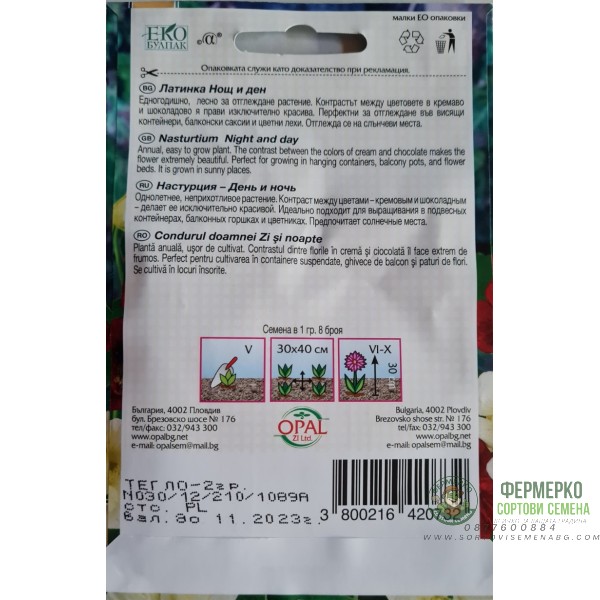 ЕКО
БУЛПАК
α
малки ЕО опаковки
Опаковката служи като доказателство при рекламация.
BG Латинка Нощ и ден
Едногодишно, лесно за отглеждане растение. Контрастът между цветовете в кремаво
и шоколадово я прави изключително красива. Перфектни за отглеждане във висящи
контейнери, балконски саксии и цветни лехи. Отглежда се на слънчеви места.
GB Nasturtium Night and day
Annual, easy to grow plant. The contrast between the colors of cream and chocolate makes the
flower extremely beautiful. Perfect for growing in hanging containers, balcony pots, and flower
beds. It is grown in sunny places.
RU Настурция – День и ночь
Однолетнее, неприхотливое растение. Контраст между цветами – кремовым и шоколадным
– делает ее исключительно красивой. Идеально подходит для выращивания в подвесных
контейнерах, балконных горшках и цветниках. Предпочитает солнечные места.
RO Condurul doamnei Zi și noapte
Plantă anuală, ușor de cultivat. Contrastul dintre florile în cremă și ciocolată îl face extrem de
frumos. Perfect pentru cultivarea în containere suspendate, ghivece de balcon și paturi de flori.
Se cultivă în locuri însorite.
Семена в 1 гр. 8 броя
V 30x40 см VI-X
30
България, 4002 Пловдив
бул. Брезовско шосе № 176
тел/факс: 032/943 300
www.opalbg.net
e-mail: opalsem@mail.bg
OPAL
ZI Ltd.
Bulgaria, 4002 Plovdiv
Brezovsko shose str. № 176
tel/fax: 032/943 300
www.opalbg.net
e-mail: opalsem@mail.bg
ТЕГЛО-2гр.
N030/12/210/1089A
сто. PL
Вал. до 11.2023г.
3 800216 420732
ФЕРМЕРКО
СОРТОВИ СЕМЕНА
0877600884
WWW.SORTOVISEMENABG.COM